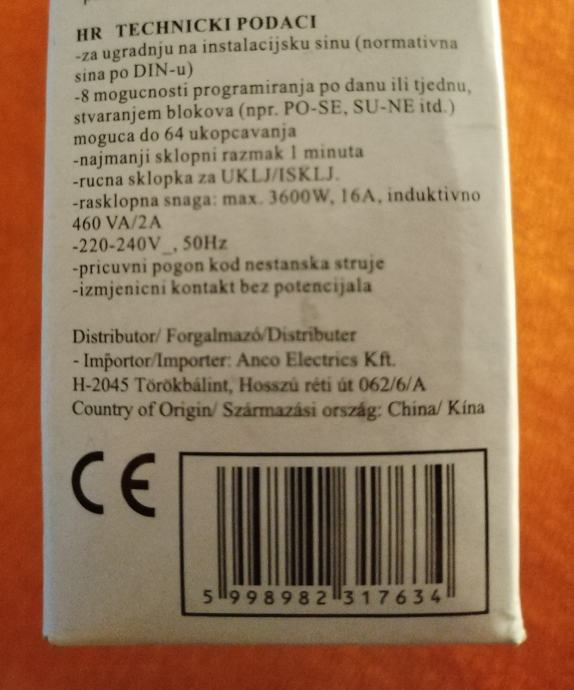 HR TECHNICKI PODACI
-za ugradnju na instalacijsku sinu (normativna
sina po DIN-u)
-8 mogucnosti programiranja po danu ili tjednu,
stvaranjem blokova (npr. PO-SE, SU-NE itd.)
moguca do 64 ukopcavanja
-najmanji sklopni razmak 1 minuta
-rucna sklopka za UKLJ/ISKLJ.
-rasklopna snaga: max. 3600W, 16A, induktivno
460 VA/2A
-220-240V_, 50Hz
-pricuvni pogon kod nestanska struje
-izmjenicni kontakt bez potencijala
Distributor/ Forgalmazó/Distributer
- Importor/Importer: Anco Electrics Kft.
H-2045 Törökbálint, Hosszú réti út 062/6/A
Country of Origin/ Származási ország: China/ Kína
CE
5 998982 317634